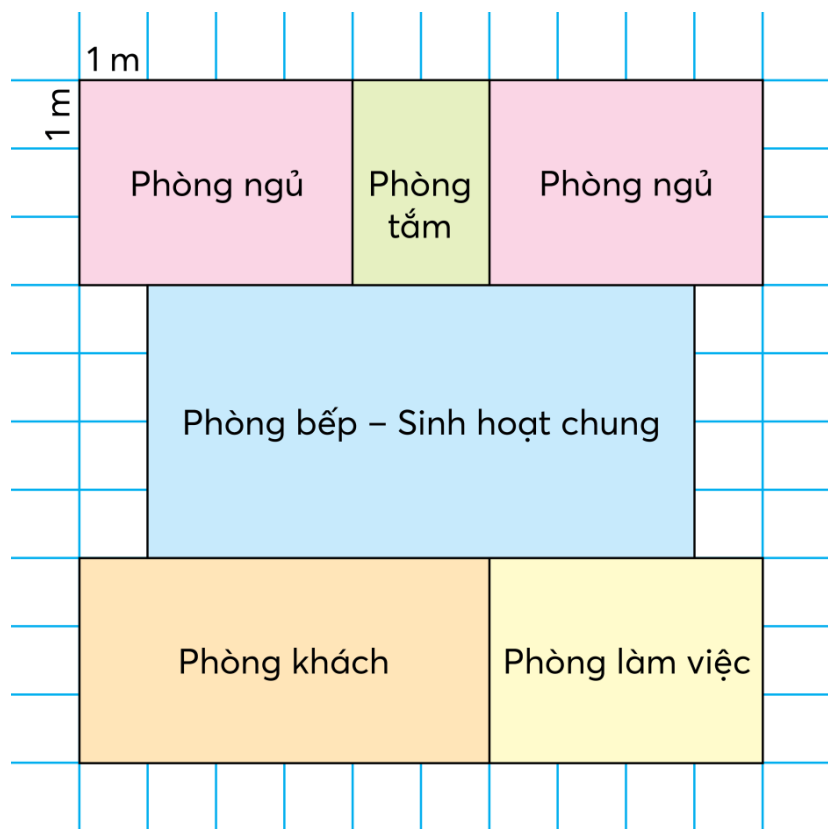 1 m
1 m
Phòng ngủ
Phòng
tắm
Phòng ngủ
Phòng bếp – Sinh hoạt chung
Phòng khách
Phòng làm việc